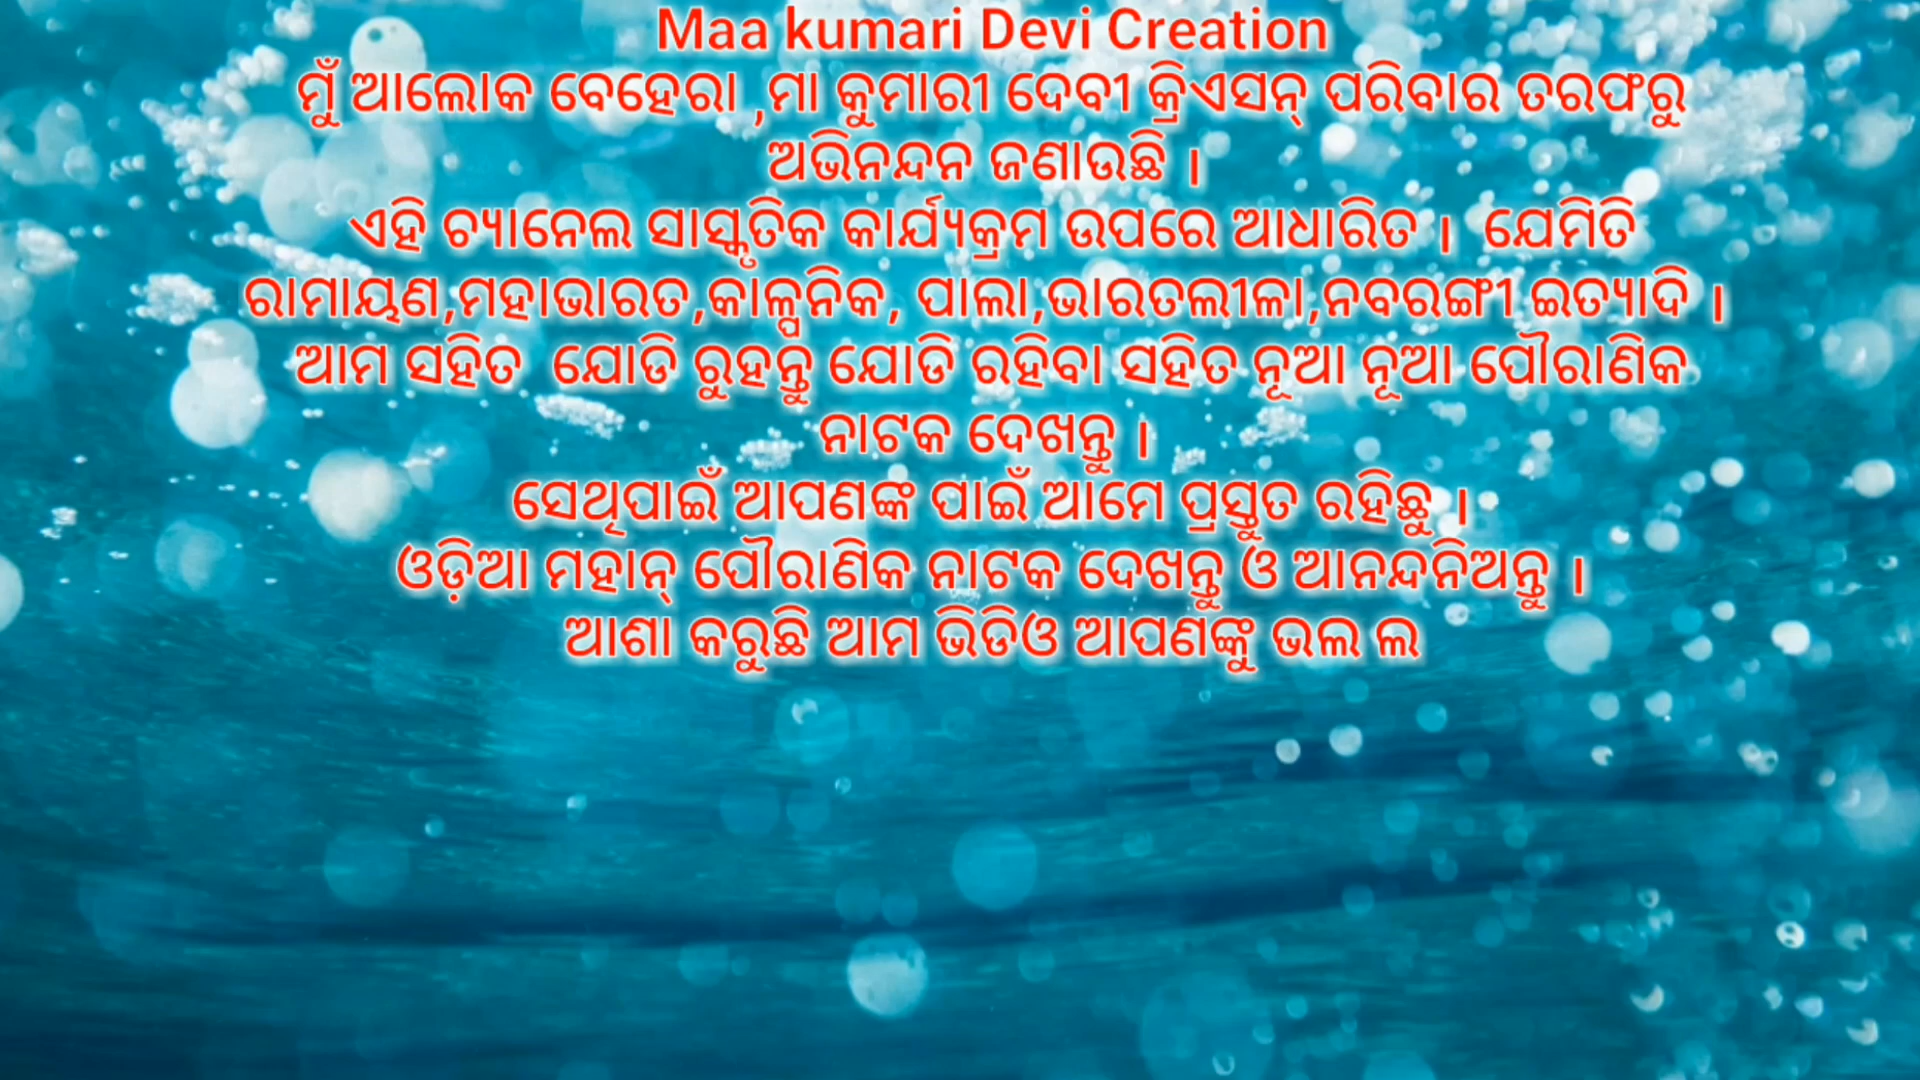 Maa kumari Devi Creation
ମୁଁ ଆଲୋକ ବେହେରା ,ମା କୁମାରୀ ଦେବୀ କ୍ରିଏସନ୍ ପରିବାର ତରଫରୁ
ଅଭିନନ୍ଦନ ଜଣାଉଛି ।
ଏହି ଚ୍ୟାନେଲ ସାସ୍କୃତିକ କାର୍ଯ୍ୟକ୍ରମ ଉପରେ ଆଧାରିତ । ଯେମିତି
ରାମାୟଣ,ମହାଭାରତ,କାଳ୍ପନିକ, ପାଲା,ଭାରତଲୀଳା,ନବରଙ୍ଗୀ ଇତ୍ୟାଦି ।
ଆମ ସହିତ ଯୋଡି ରୁହନ୍ତୁ ଯୋଡି ରହିବା ସହିତ ନୂଆ ନୂଆ ପୌରାଣିକ
ନାଟକ ଦେଖନ୍ତୁ ।
ସେଥିପାଇଁ ଆପଣଙ୍କ ପାଇଁ ଆମେ ପ୍ରସ୍ତୁତ ରହିଛୁ ।
ଓଡ଼ିଆ ମହାନ୍ ପୌରାଣିକ ନାଟକ ଦେଖନ୍ତୁ ଓ ଆନନ୍ଦନିଅନ୍ତୁ ।
ଆଶା କରୁଛି ଆମ ଭିଡିଓ ଆପଣଙ୍କୁ ଭଲ ଲ